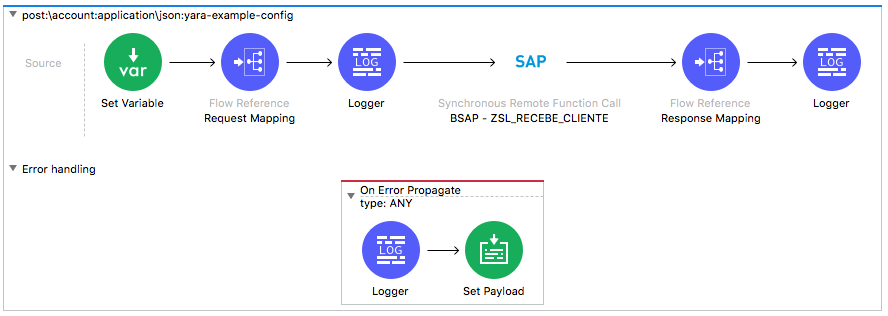 post:\account:application\json:yara-example-config
Source
var
LOG
SAP
LOG
Set Variable
Flow Reference
Request Mapping
Logger
Synchronous Remote Function Call
BSAP - ZSL_RECEBE_CLIENTE
Flow Reference
Response Mapping
Logger
Error handling
On Error Propagate
type: ANY
LOG
Logger
Set Payload